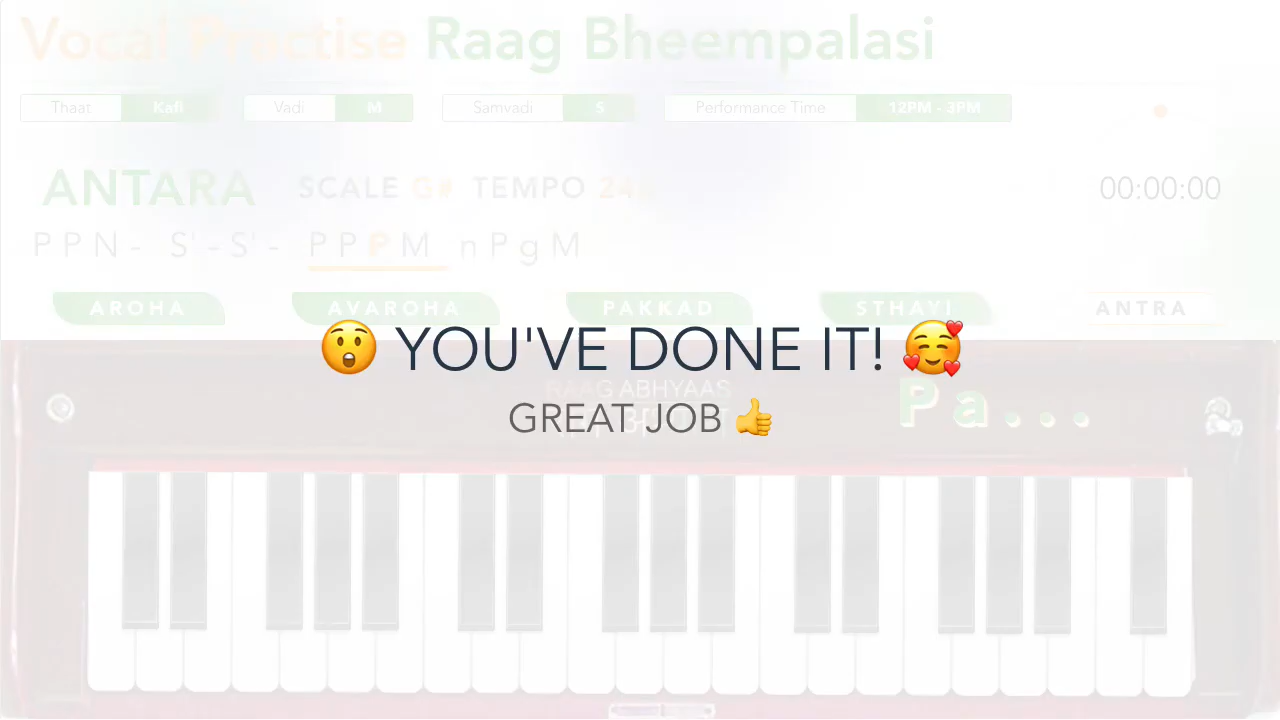 Vocal Practise Raag Bheempalasi
Thaat Kafi Vadi M Samvadi S Performance Time 12PM - 3PM
ANTARA SCALE G# TEMPO 00:00:00
P P N - S' - S' - P P P M n P g M
AROHA AVAROHA PAKKAD STHAYI ANTRA
😲 YOU'VE DONE IT! 🥰
RAAG ABHYAAS
Pa...
GREAT JOB 👍